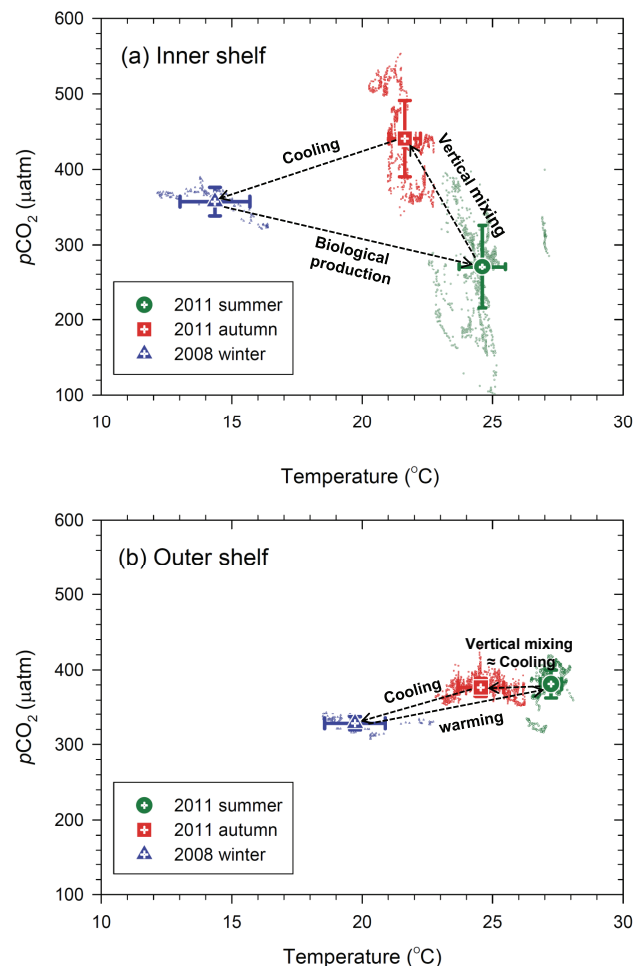 600
(a) Inner shelf
500
Cooling
Vertical mixing
400
pCO2 (µatm)
300
Biological
production
2011 summer
200
2011 autumn
2008 winter
100
10 15 20 25 30
Temperature (°C)
600
(b) Outer shelf
500
Vertical mixing
≈ Cooling
400
Cooling
warming
pCO2 (µatm)
300
2011 summer
200
2011 autumn
2008 winter
100
10 15 20 25 30
Temperature (°C)